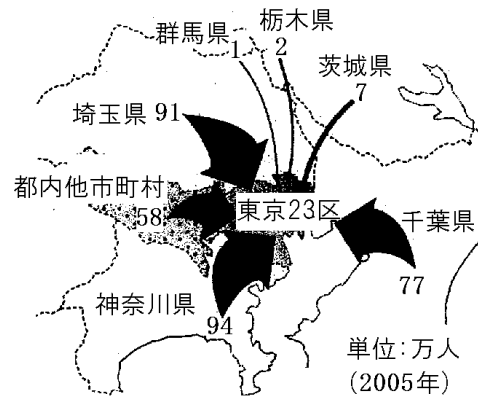 群馬県
1
栃木県
2
茨城県
7
埼玉県 91
都内他市町村
58
東京23区
千葉県
77
神奈川県
94
単位:万人
(2005年)